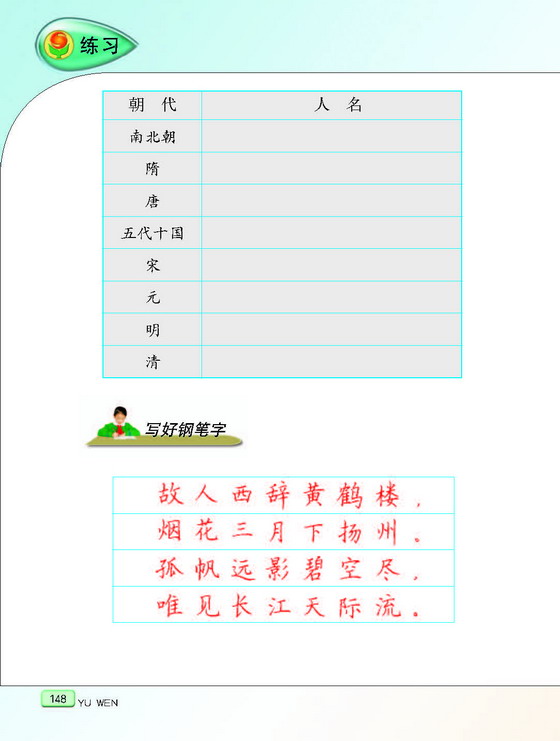 练习
朝 代 人 名
南北朝
隋
唐
五代十国
宋
元
明
清
写好钢笔字
故人西辞黄鹤楼，
烟花三月下扬州。
孤帆远影碧空尽，
唯见长江天际流。
148 YU WEN